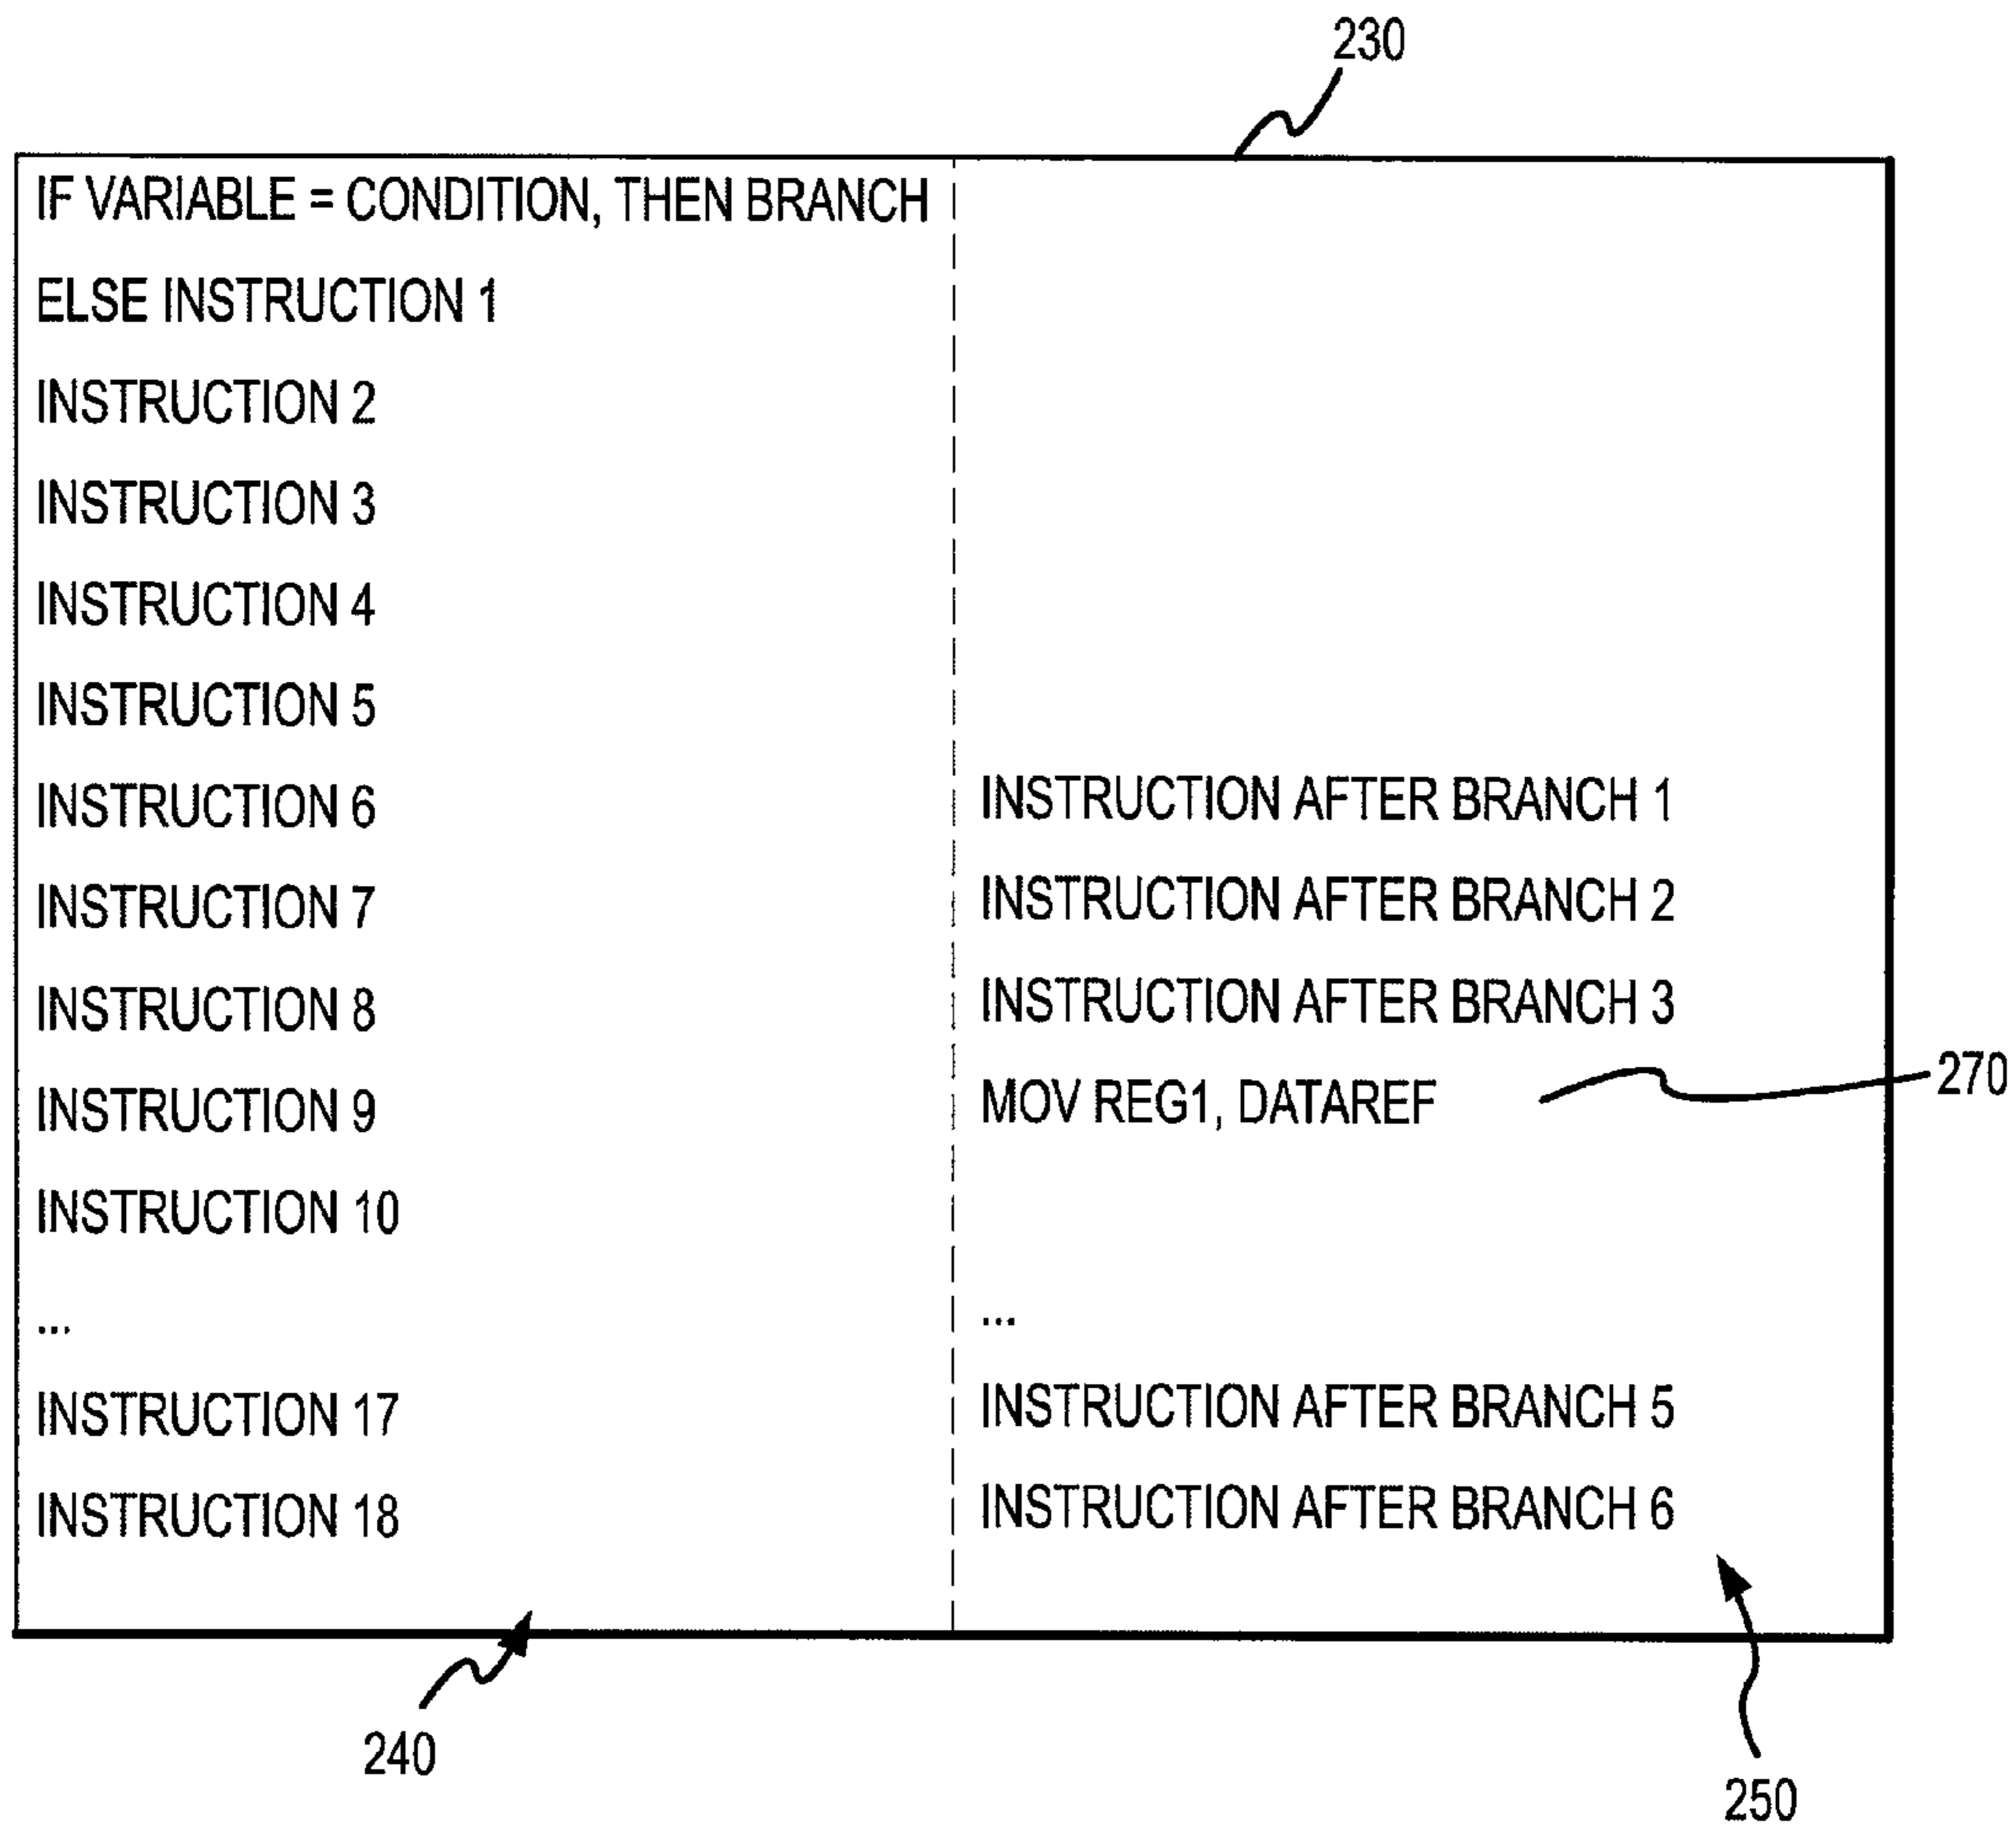 230
IF VARIABLE = CONDITION, THEN BRANCH
ELSE INSTRUCTION 1
INSTRUCTION 2
INSTRUCTION 3
INSTRUCTION 4
INSTRUCTION 5
INSTRUCTION 6
INSTRUCTION 7
INSTRUCTION 8
INSTRUCTION 9
INSTRUCTION 10
...
INSTRUCTION 17
INSTRUCTION 18
INSTRUCTION AFTER BRANCH 1
INSTRUCTION AFTER BRANCH 2
INSTRUCTION AFTER BRANCH 3
MOV REG1, DATAREF
270
...
INSTRUCTION AFTER BRANCH 5
INSTRUCTION AFTER BRANCH 6
240
250